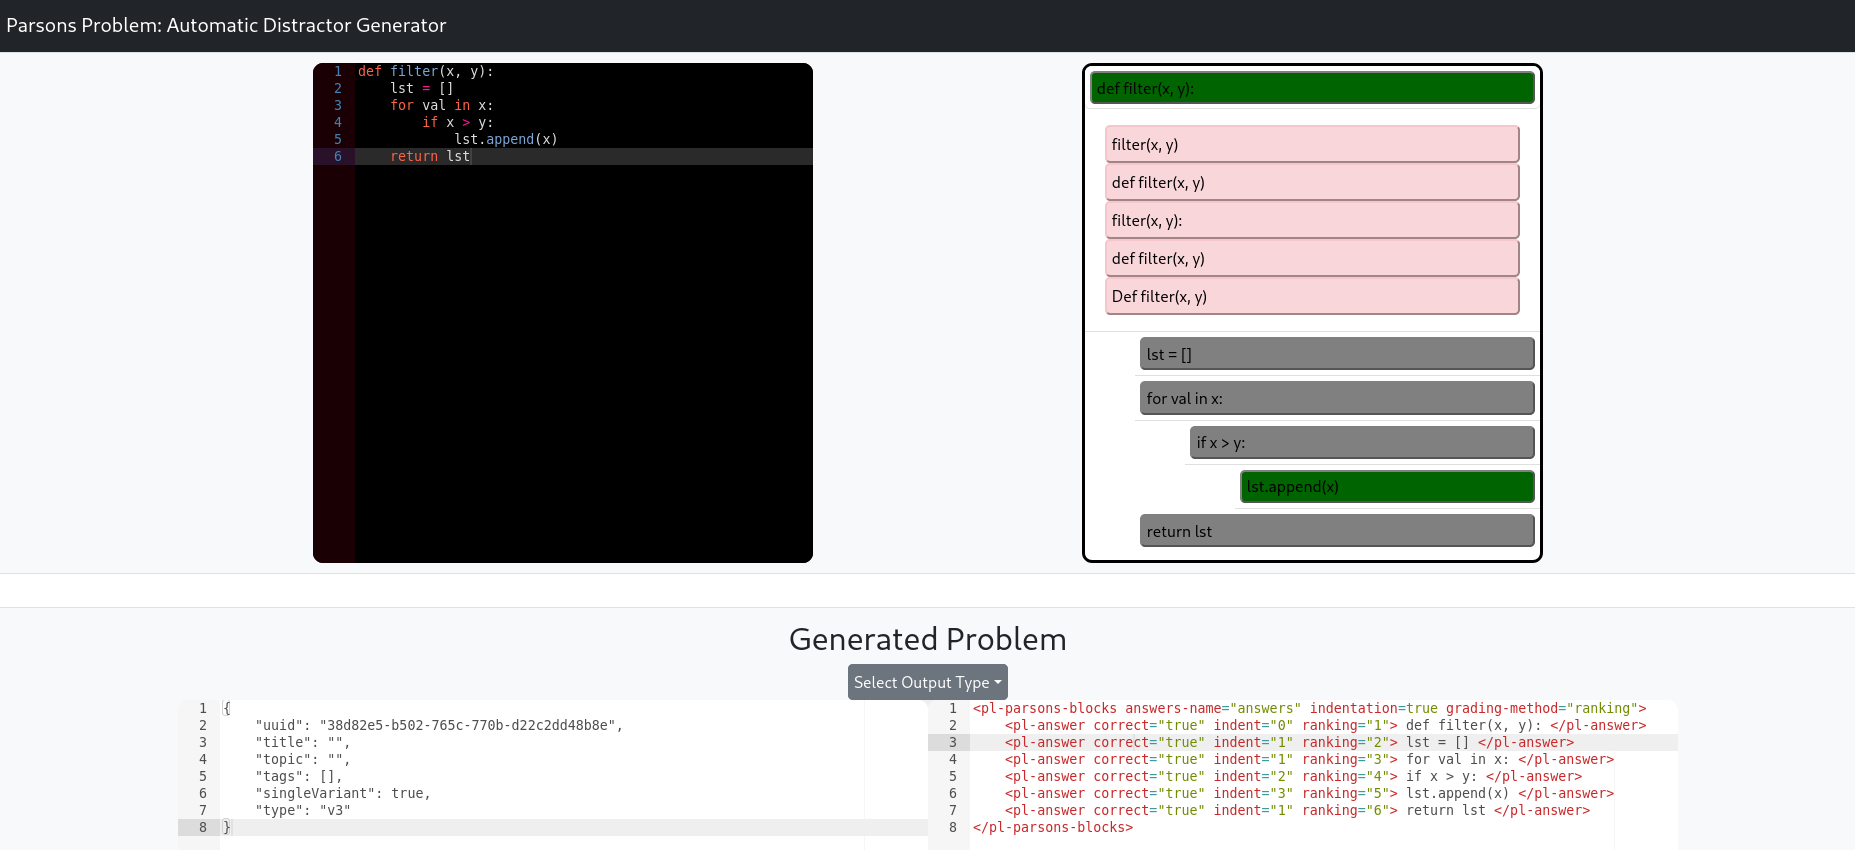 Parsons Problem: Automatic Distractor Generator
1 def filter(x, y):
2     lst = []
3     for val in x:
4         if x > y:
5             lst.append(x)
6     return lst
def filter(x, y):
filter(x, y)
def filter(x, y)
filter(x, y):
def filter(x, y)
Def filter(x, y)
lst = []
for val in x:
if x > y:
lst.append(x)
return lst
Generated Problem
Select Output Type
1 {
2     "uuid": "38d82e5-b502-765c-770b-d22c2dd48b8e",
3     "title": "",
4     "topic": "",
5     "tags": [],
6     "singleVariant": true,
7     "type": "v3"
8 }
1 <pl-parsons-blocks answers-name="answers" indentation=true grading-method="ranking">
2     <pl-answer correct="true" indent="0" ranking="1"> def filter(x, y): </pl-answer>
3     <pl-answer correct="true" indent="1" ranking="2"> lst = [] </pl-answer>
4     <pl-answer correct="true" indent="1" ranking="3"> for val in x: </pl-answer>
5     <pl-answer correct="true" indent="2" ranking="4"> if x > y: </pl-answer>
6     <pl-answer correct="true" indent="3" ranking="5"> lst.append(x) </pl-answer>
7     <pl-answer correct="true" indent="1" ranking="6"> return lst </pl-answer>
8 </pl-parsons-blocks>